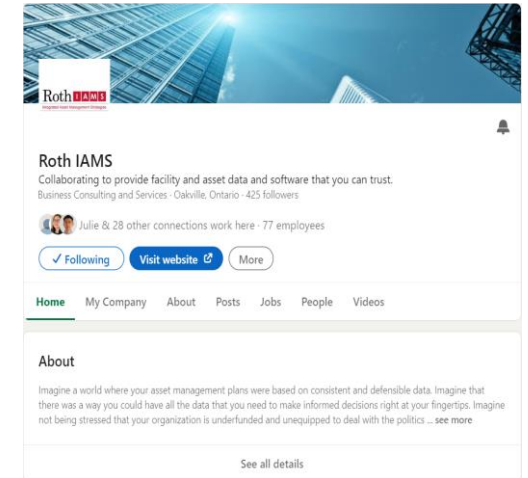 Roth IAMS
Integrated Asset Management Strategies
Roth IAMS
Collaborating to provide facility and asset data and software that you can trust.
Business Consulting and Services · Oakville, Ontario · 425 followers
Julie & 28 other connections work here · 77 employees
✓ Following Visit website More
Home My Company About Posts Jobs People Videos
About
Imagine a world where your asset management plans were based on consistent and defensible data. Imagine that
there was a way you could have all the data that you need to make informed decisions right at your fingertips. Imagine
not being stressed that your organization is underfunded and unequipped to deal with the politics ... see more
See all details